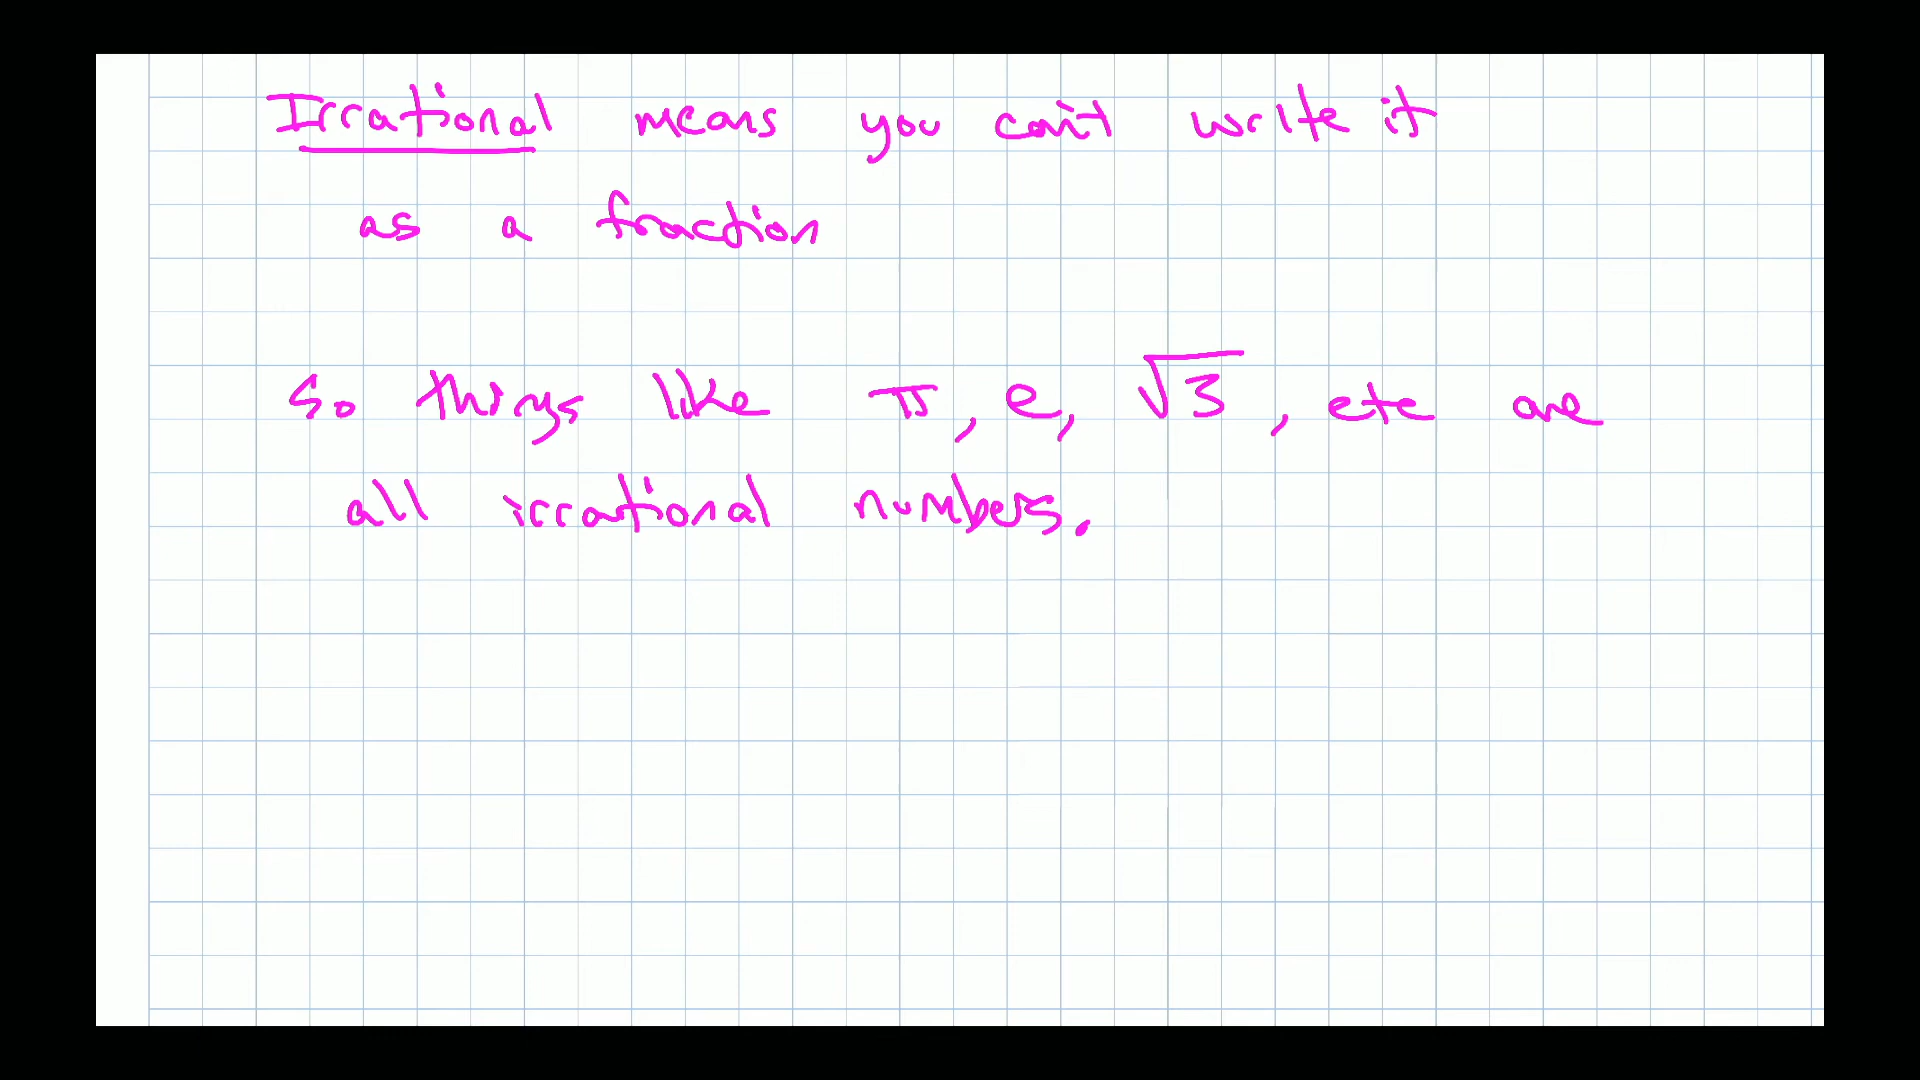 Irrational means you can't write it
as a fraction
So things like π, e, √3, etc are
all irrational numbers.